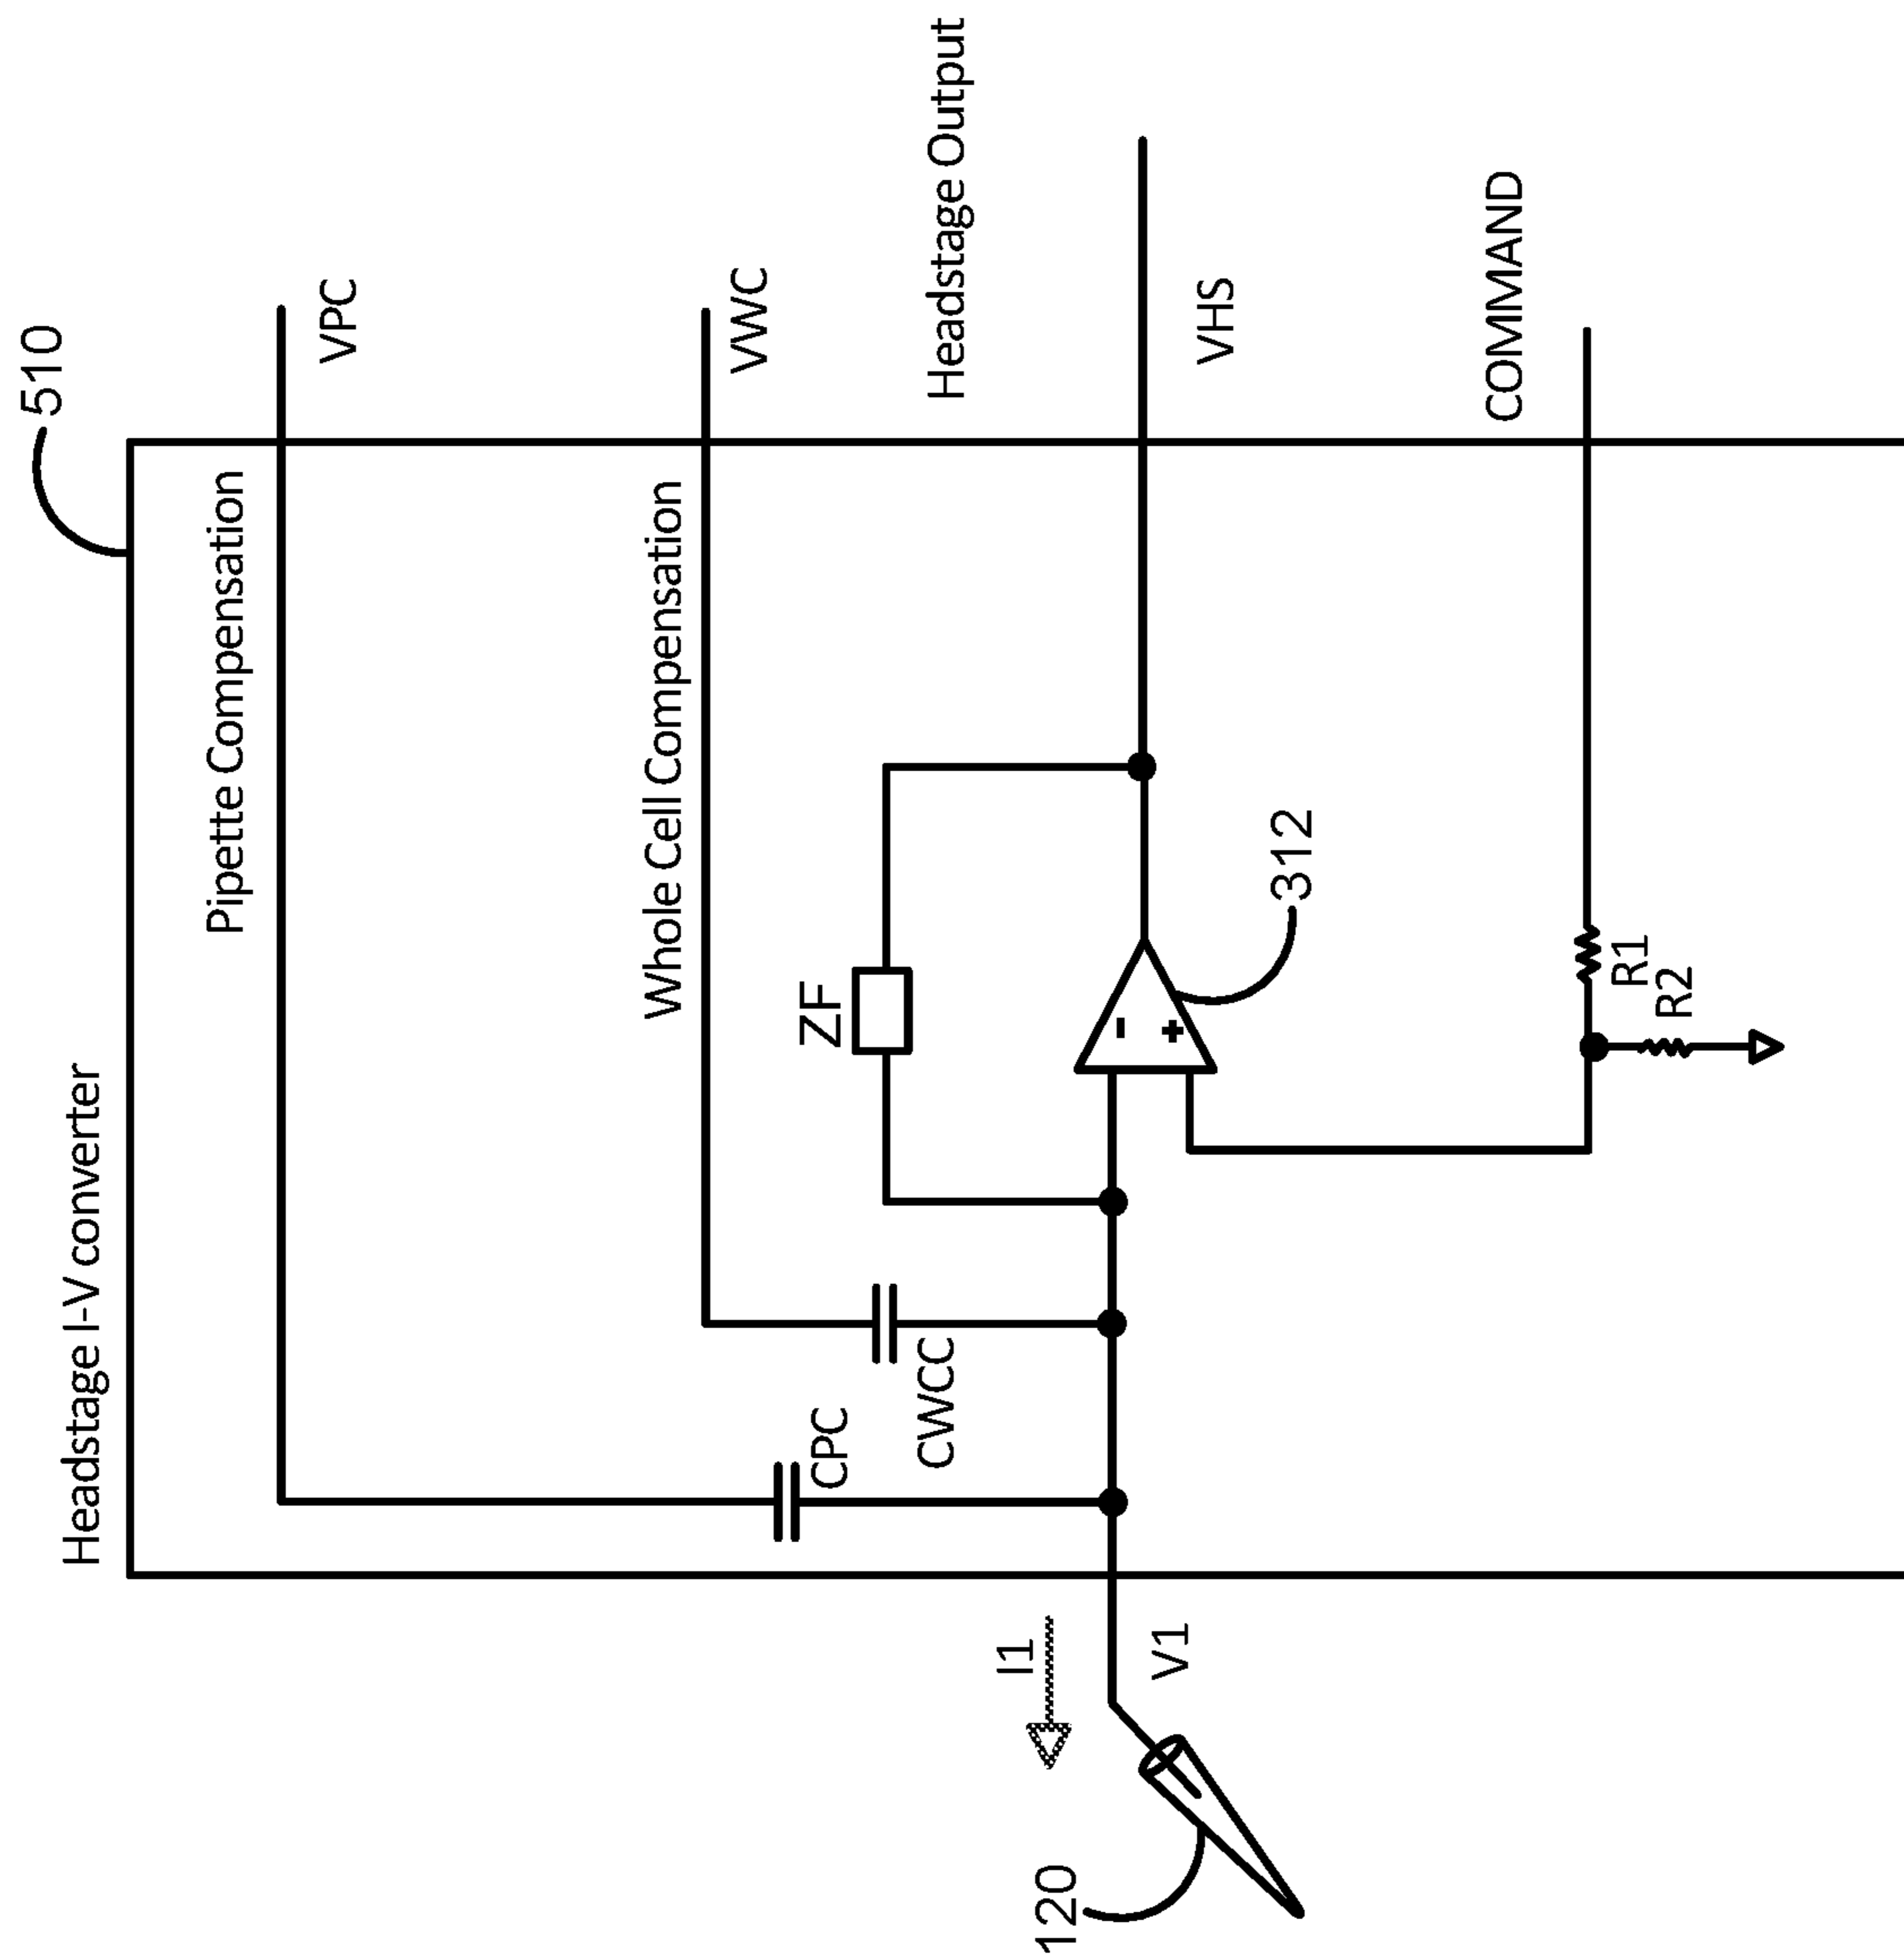 510
Headstage I-V converter
Pipette Compensation
VPC
Whole Cell Compensation
VWC
Headstage Output
ZF
CPC
CWCC
-
+
312
VHS
I1
V1
120
COMMAND
R1
R2